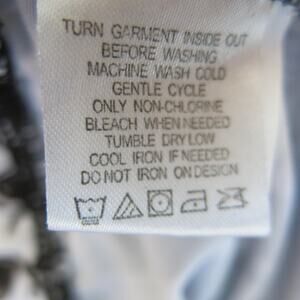 TURN GARMENT INSIDE OUT
BEFORE WASHING
MACHINE WASH COLD
GENTLE CYCLE
ONLY NON-CHLORINE
BLEACH WHEN NEEDED
TUMBLE DRY LOW
COOL IRON IF NEEDED
DO NOT IRON ON DESIGN